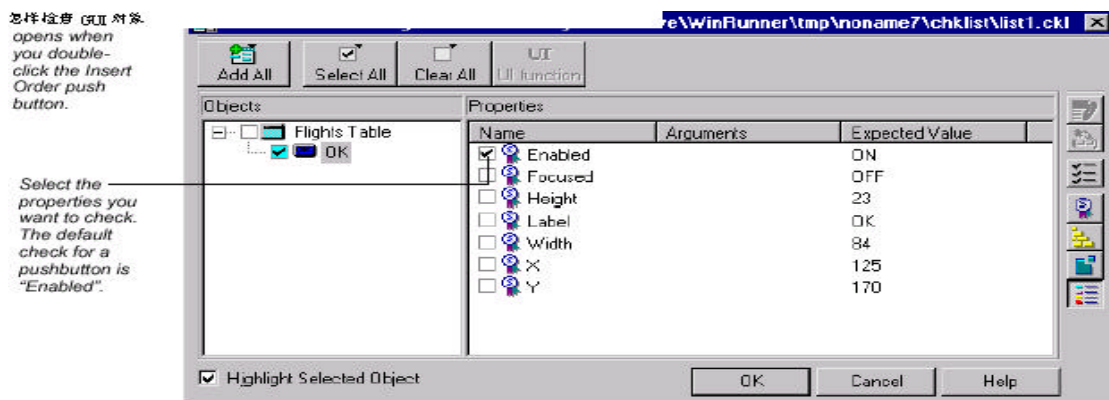 怎样检查 GUI 对象
opens when
you double-
click the Insert
Order push
button.
Select the
properties you
want to check.
The default
check for a
pushbutton is
"Enabled".
ve\WinRunner\tmp\noname7\chklist\list1.ckl
Add All
Select All
Clear All
UI
UI function
Objects
Flights Table
OK
Properties
Name Arguments Expected Value
Enabled ON
Focused OFF
Height 23
Label OK
Width 84
X 125
Y 170
Highlight Selected Object
OK
Cancel
Help